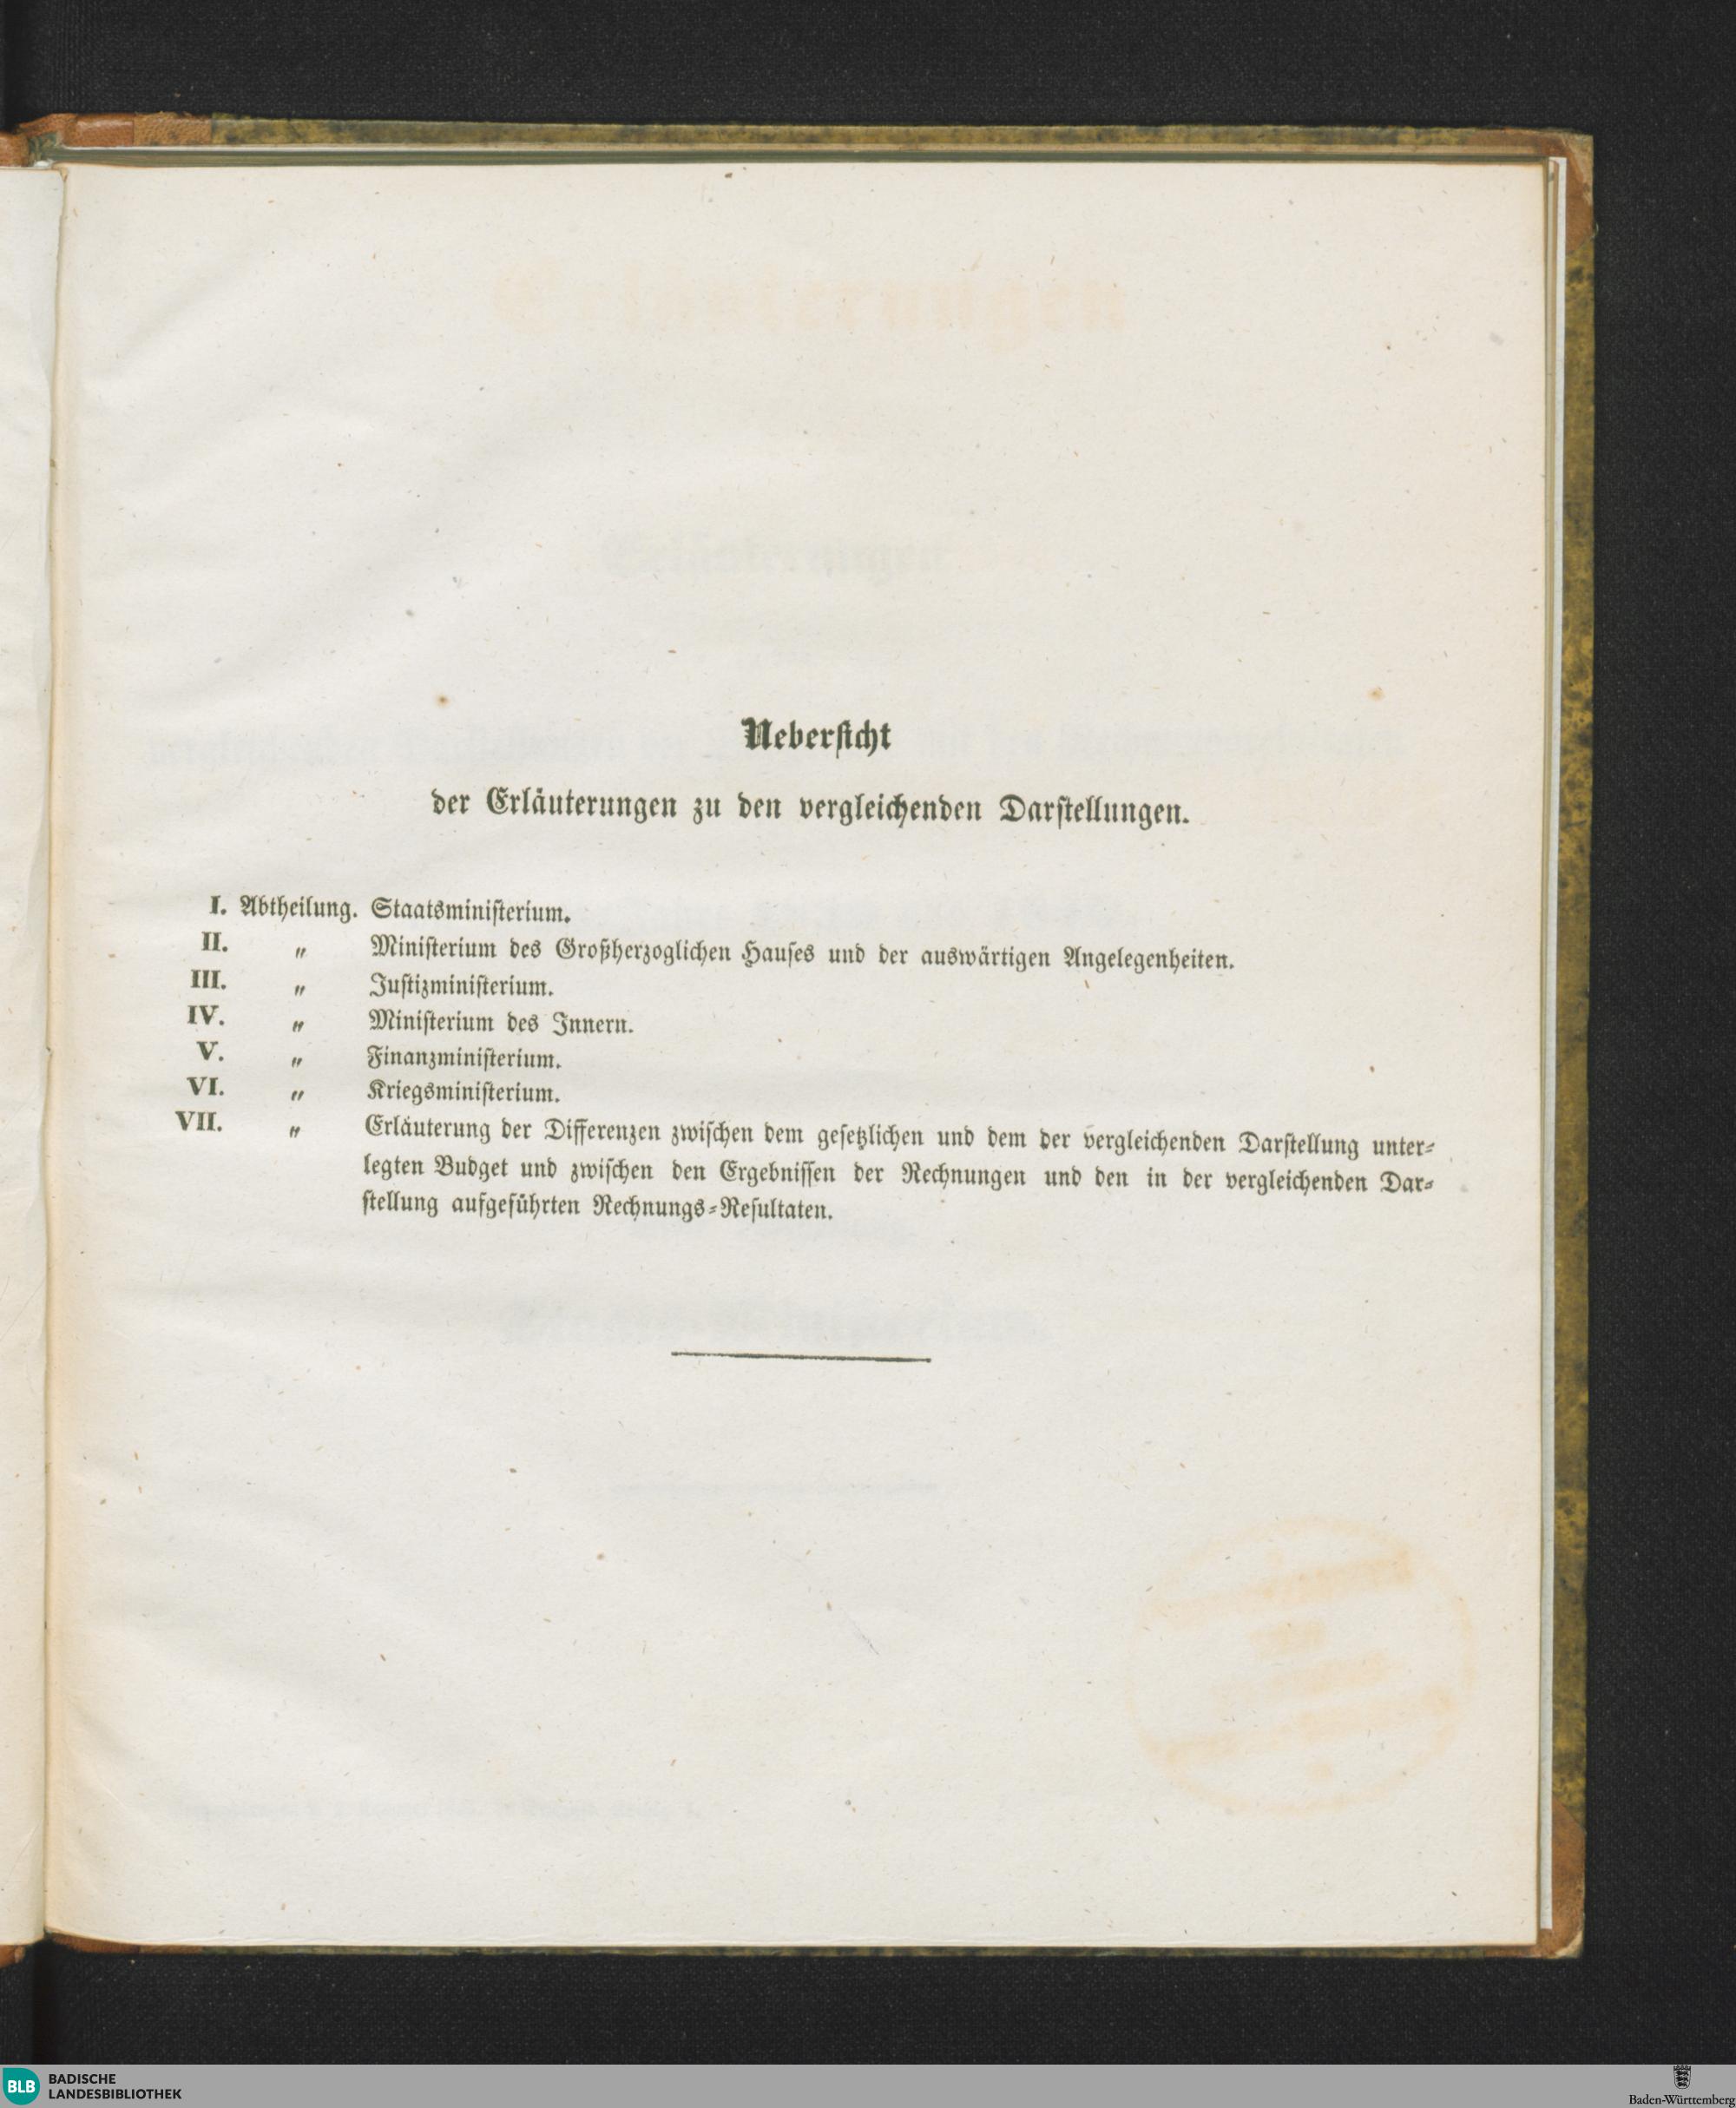 Uebersicht
der Erläuterungen zu den vergleichenden Darstellungen.
I. Abtheilung. Staatsministerium.
II. „ Ministerium des Großherzoglichen Hauses und der auswärtigen Angelegenheiten.
III. „ Justizministerium.
IV. „ Ministerium des Innern.
V. „ Finanzministerium.
VI. „ Kriegsministerium.
VII. „ Erläuterung der Differenzen zwischen dem gesetzlichen und dem der vergleichenden Darstellung unter-
legten Budget und zwischen den Ergebnissen der Rechnungen und den in der vergleichenden Dar-
stellung aufgeführten Rechnungs-Resultaten.
BLB BADISCHE
LANDESBIBLIOTHEK
Baden-Württemberg